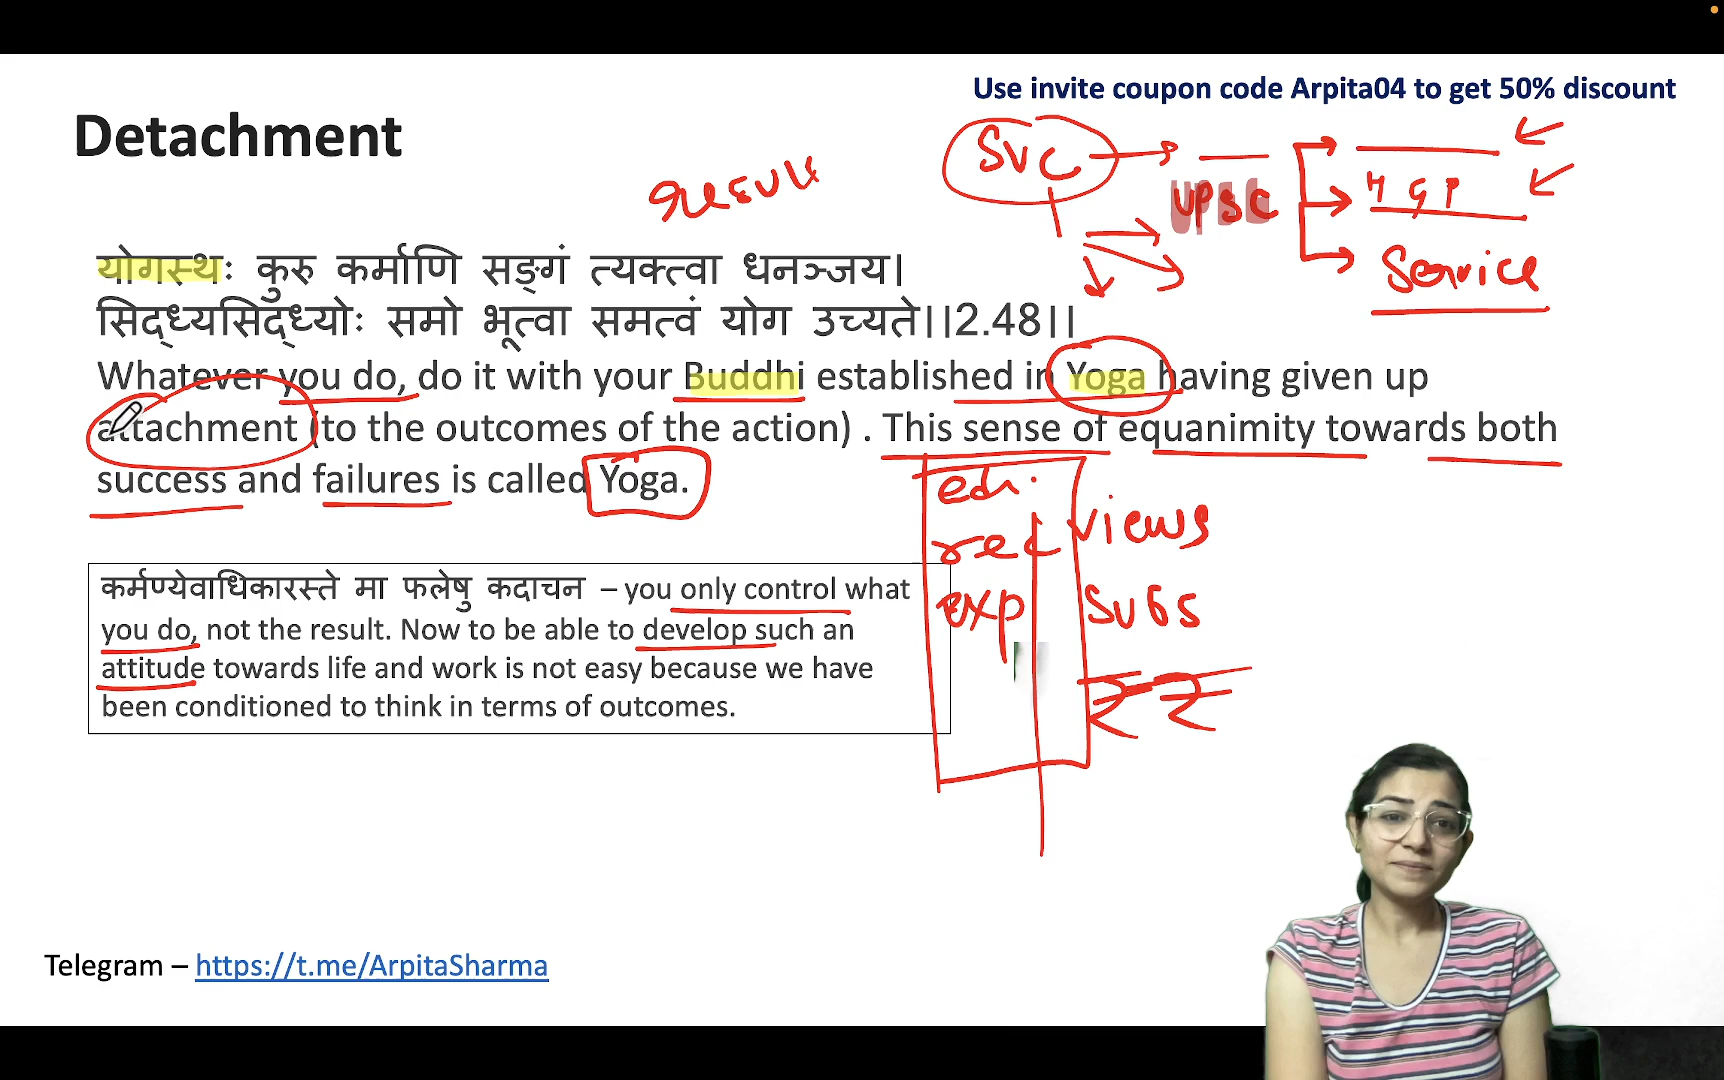 Use invite coupon code Arpita04 to get 50% discount
Detachment
result
SVC
UPSC
Service
योगस्थः कुरु कर्माणि सङ्गं त्यक्त्वा धनञ्जय।
सिद्ध्यसिद्ध्योः समो भूत्वा समत्वं योग उच्यते।।2.48।।
Whatever you do, do it with your Buddhi established in Yoga having given up
attachment (to the outcomes of the action) . This sense of equanimity towards both
success and failures is called Yoga.
rec views
exp subs
₹ ₹
कर्मण्येवाधिकारस्ते मा फलेषु कदाचन – you only control what
you do, not the result. Now to be able to develop such an
attitude towards life and work is not easy because we have
been conditioned to think in terms of outcomes.
Telegram – https://t.me/ArpitaSharma